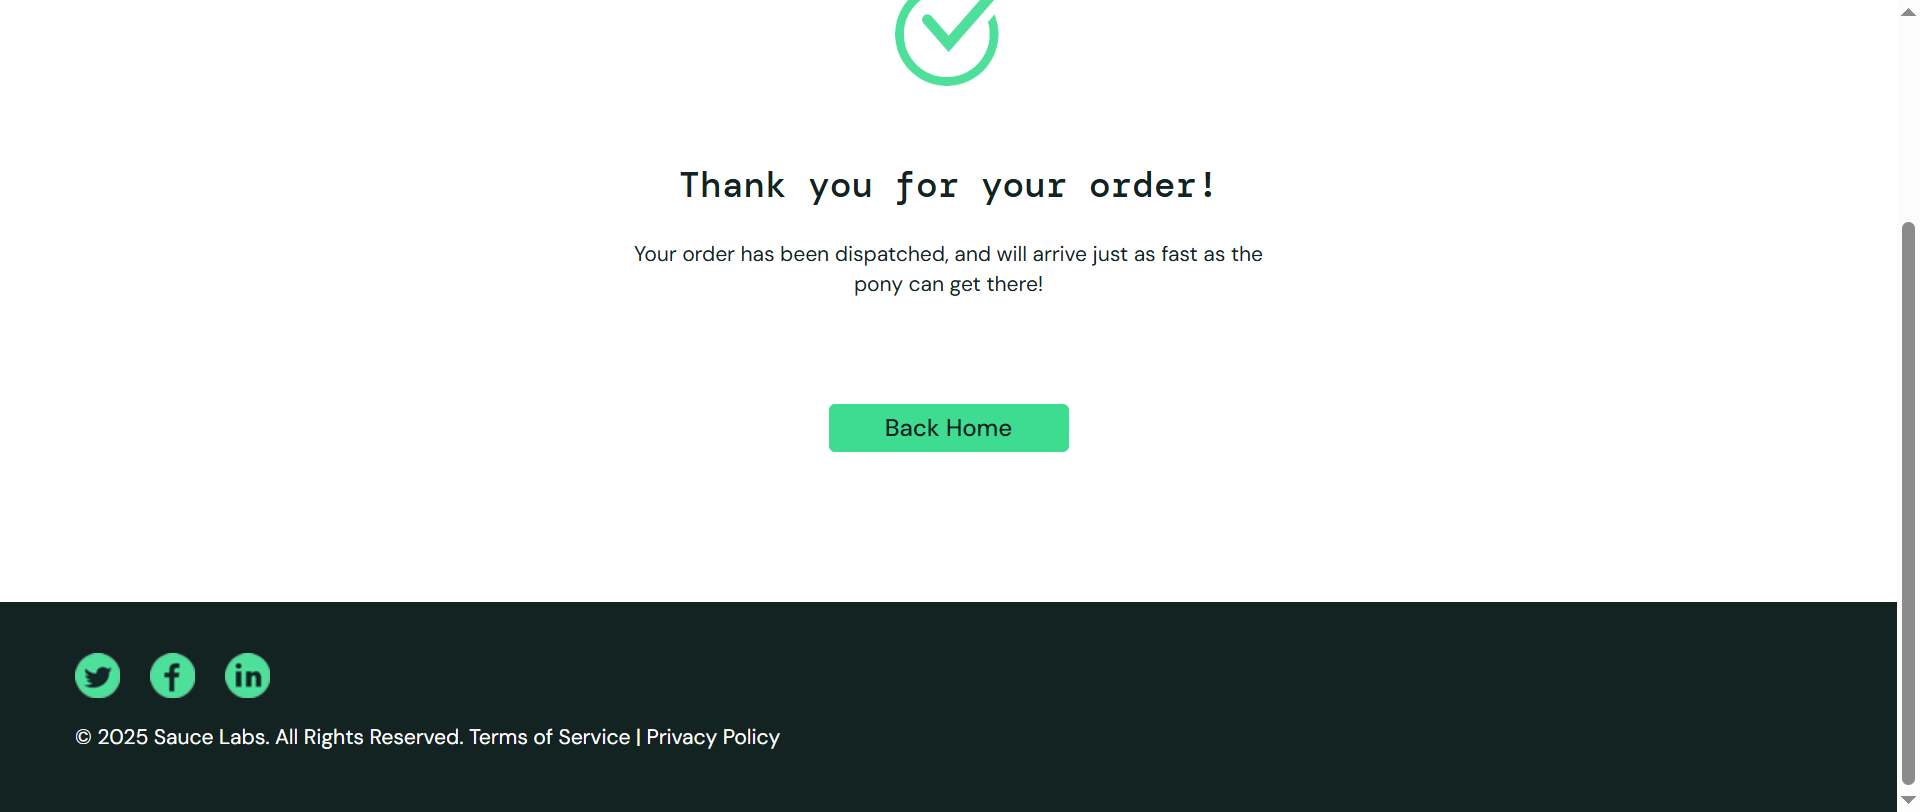 Thank you for your order!
Your order has been dispatched, and will arrive just as fast as the
pony can get there!
Back Home
© 2025 Sauce Labs. All Rights Reserved. Terms of Service | Privacy Policy